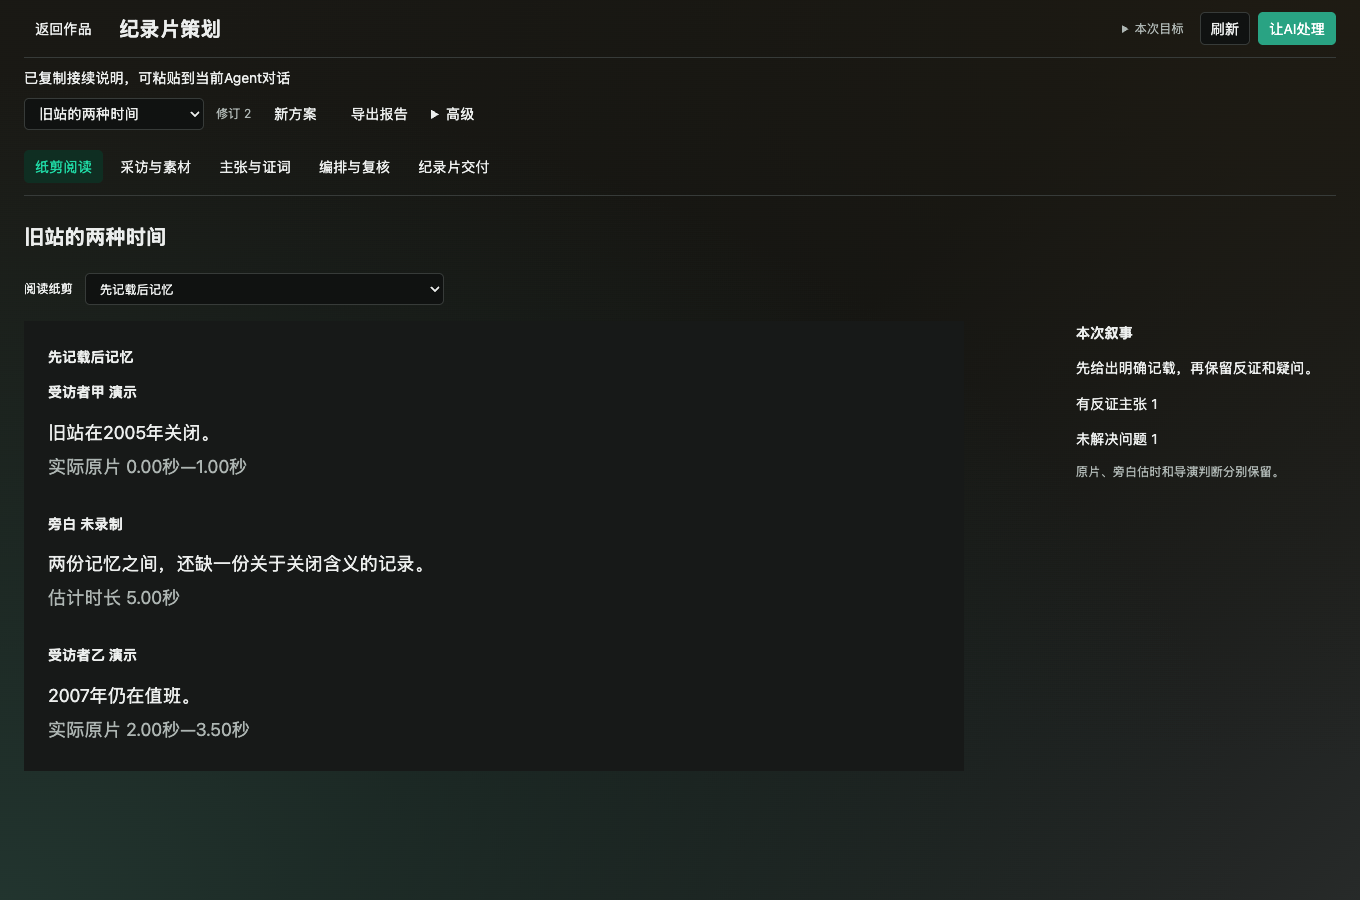 返回作品 纪录片策划 ▶ 本次目标 刷新 让AI处理
已复制接续说明，可粘贴到当前Agent对话
旧站的两种时间 修订 2 新方案 导出报告 ▶ 高级
纸剪阅读 采访与素材 主张与证词 编排与复核 纪录片交付
旧站的两种时间
阅读纸剪 先记载后记忆
先记载后记忆
受访者甲 演示
旧站在2005年关闭。
实际原片 0.00秒—1.00秒
旁白 未录制
两份记忆之间，还缺一份关于关闭含义的记录。
估计时长 5.00秒
受访者乙 演示
2007年仍在值班。
实际原片 2.00秒—3.50秒
本次叙事
先给出明确记载，再保留反证和疑问。
有反证主张 1
未解决问题 1
原片、旁白估时和导演判断分别保留。